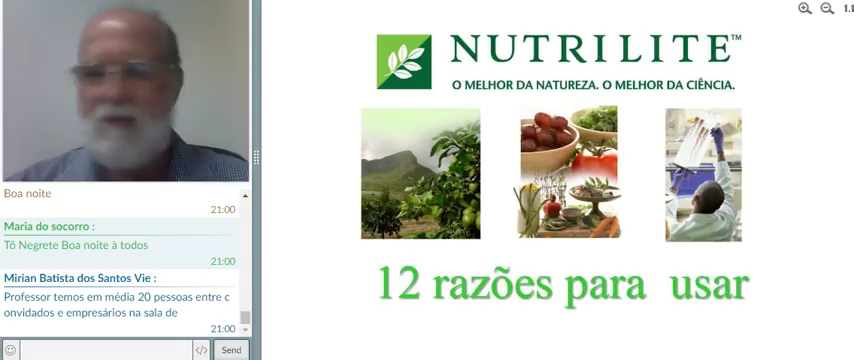 Boa noite
21:00
Maria do socorro :
Tô Negrete Boa noite à todos
21:00
Mirian Batista dos Santos Vie :
Professor temos em média 20 pessoas entre c
onvidados e empresários na sala de
21:00
Send
1.1
NUTRILITE™
O MELHOR DA NATUREZA. O MELHOR DA CIÊNCIA.
12 razões para usar